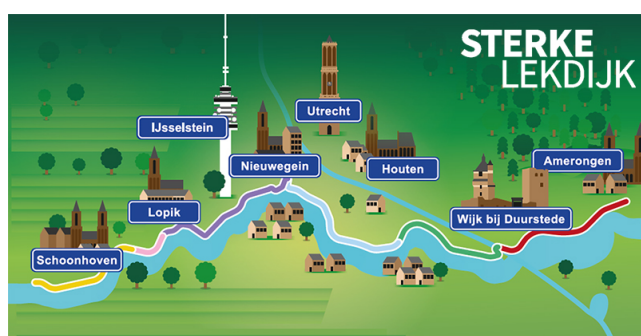 STERKE
LEKDIJK
Utrecht
IJsselstein
Nieuwegein
Houten
Amerongen
Lopik
Wijk bij Duurstede
Schoonhoven